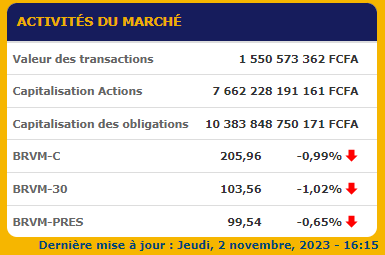 ACTIVITÉS DU MARCHÉ
Valeur des transactions 1 550 573 362 FCFA
Capitalisation Actions 7 662 228 191 161 FCFA
Capitalisation des obligations 10 383 848 750 171 FCFA
BRVM-C 205,96 -0,99%
BRVM-30 103,56 -1,02%
BRVM-PRES 99,54 -0,65%
Dernière mise à jour : Jeudi, 2 novembre, 2023 - 16:15